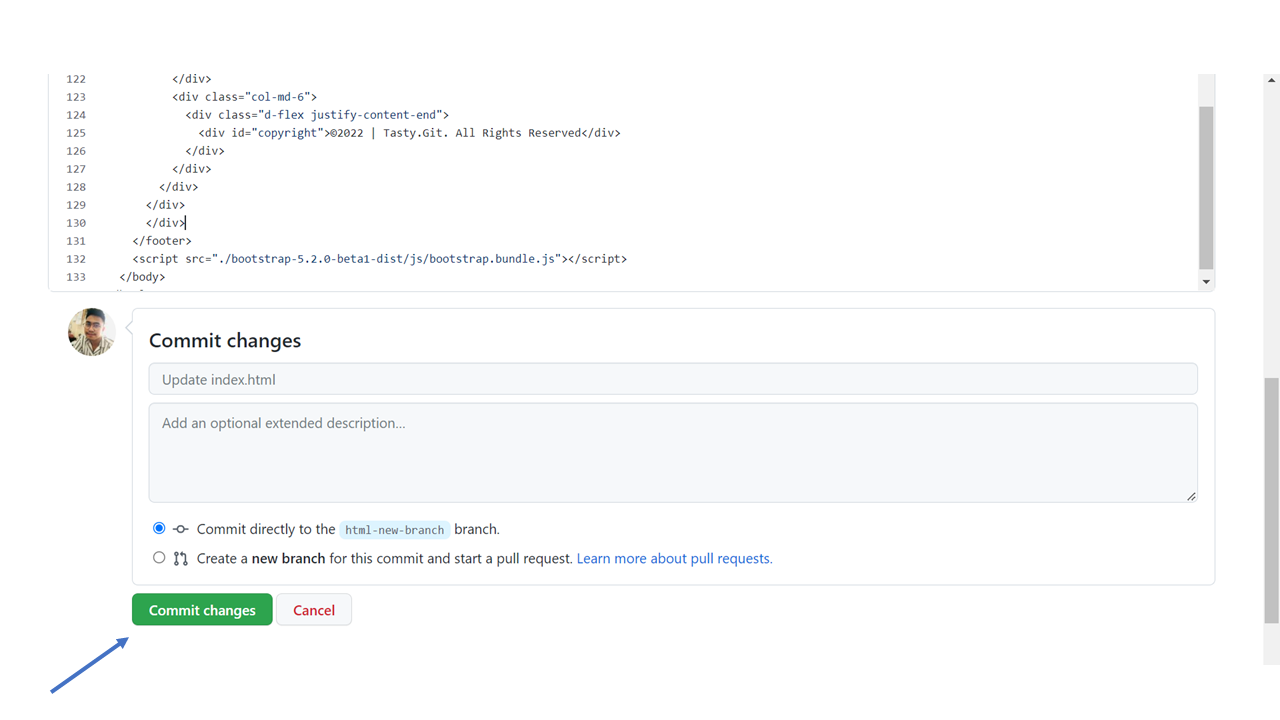 122 </div>
123 <div class="col-md-6">
124 <div class="d-flex justify-content-end">
125 <div id="copyright">©2022 | Tasty.Git. All Rights Reserved</div>
126 </div>
127 </div>
128 </div>
129 </div>
130 </div>
131 </footer>
132 <script src="./bootstrap-5.2.0-beta1-dist/js/bootstrap.bundle.js"></script>
133 </body>
Commit changes
Update index.html
Add an optional extended description...
Commit directly to the html-new-branch branch.
Create a new branch for this commit and start a pull request. Learn more about pull requests.
Commit changes Cancel